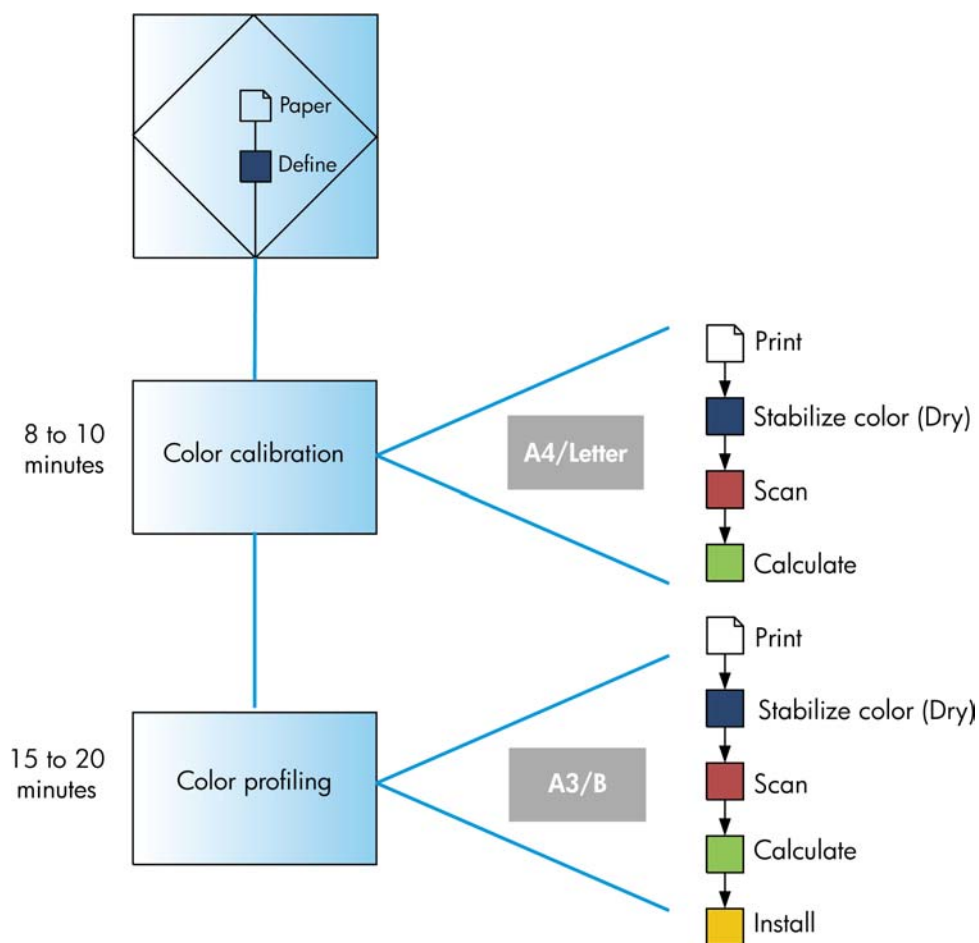 Paper
Define
8 to 10
minutes
Color calibration
A4/Letter
Print
Stabilize color (Dry)
Scan
Calculate
15 to 20
minutes
Color profiling
A3/B
Print
Stabilize color (Dry)
Scan
Calculate
Install